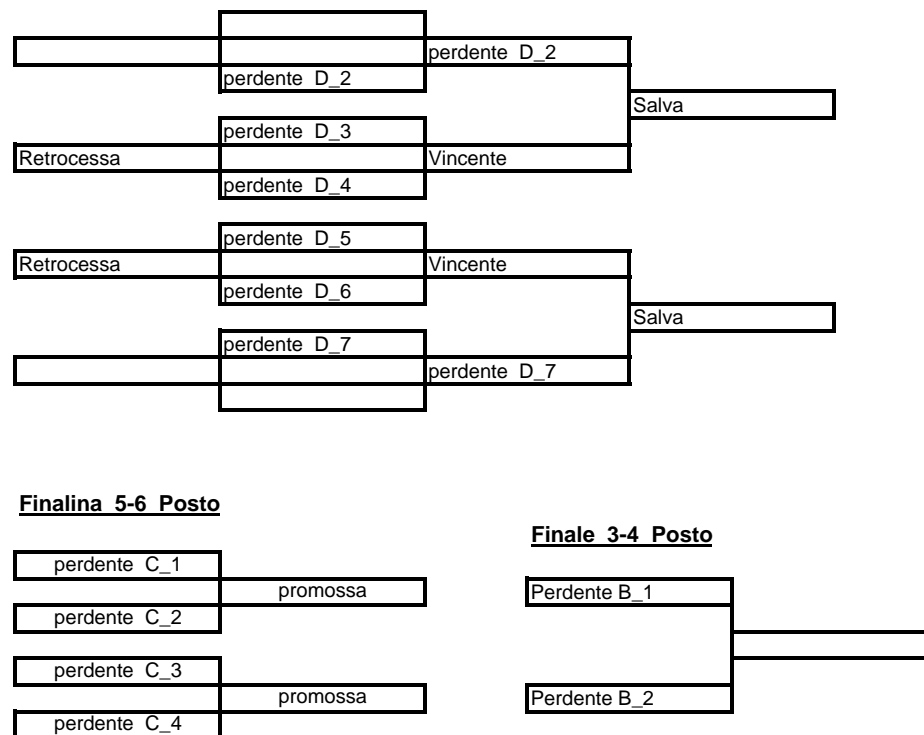 perdente D_2
perdente D_2
Salva
perdente D_3
Retrocessa Vincente
perdente D_4
perdente D_5
Retrocessa Vincente
perdente D_6
Salva
perdente D_7
perdente D_7
Finalina 5-6 Posto
Finale 3-4 Posto
perdente C_1
promossa Perdente B_1
perdente C_2
perdente C_3
promossa Perdente B_2
perdente C_4